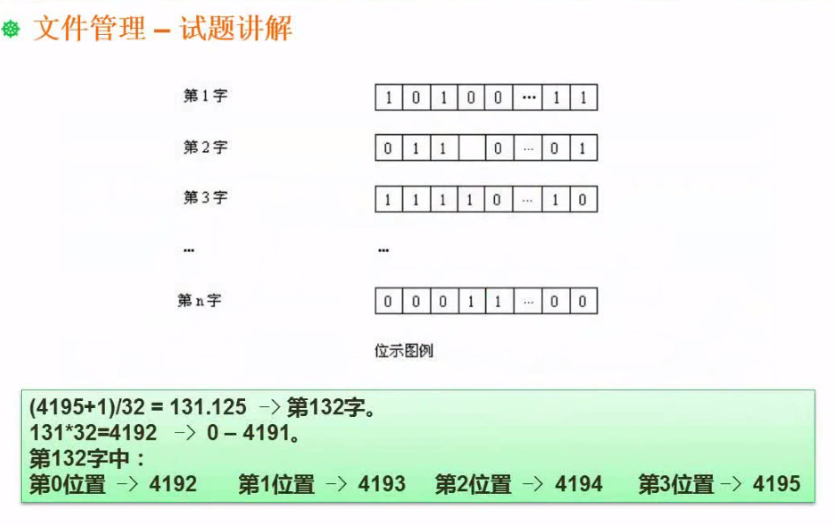 文件管理 – 试题讲解
第1字 1 0 1 0 0 ··· 1 1
第2字 0 1 1 0 ··· 0 1
第3字 1 1 1 1 0 ··· 1 0
··· ···
第n字 0 0 0 1 1 ··· 0 0
位示图例
(4195+1)/32 = 131.125 –> 第132字。
131*32=4192 –> 0 – 4191。
第132字中：
第0位置 –> 4192 第1位置 –> 4193 第2位置 –> 4194 第3位置 –> 4195